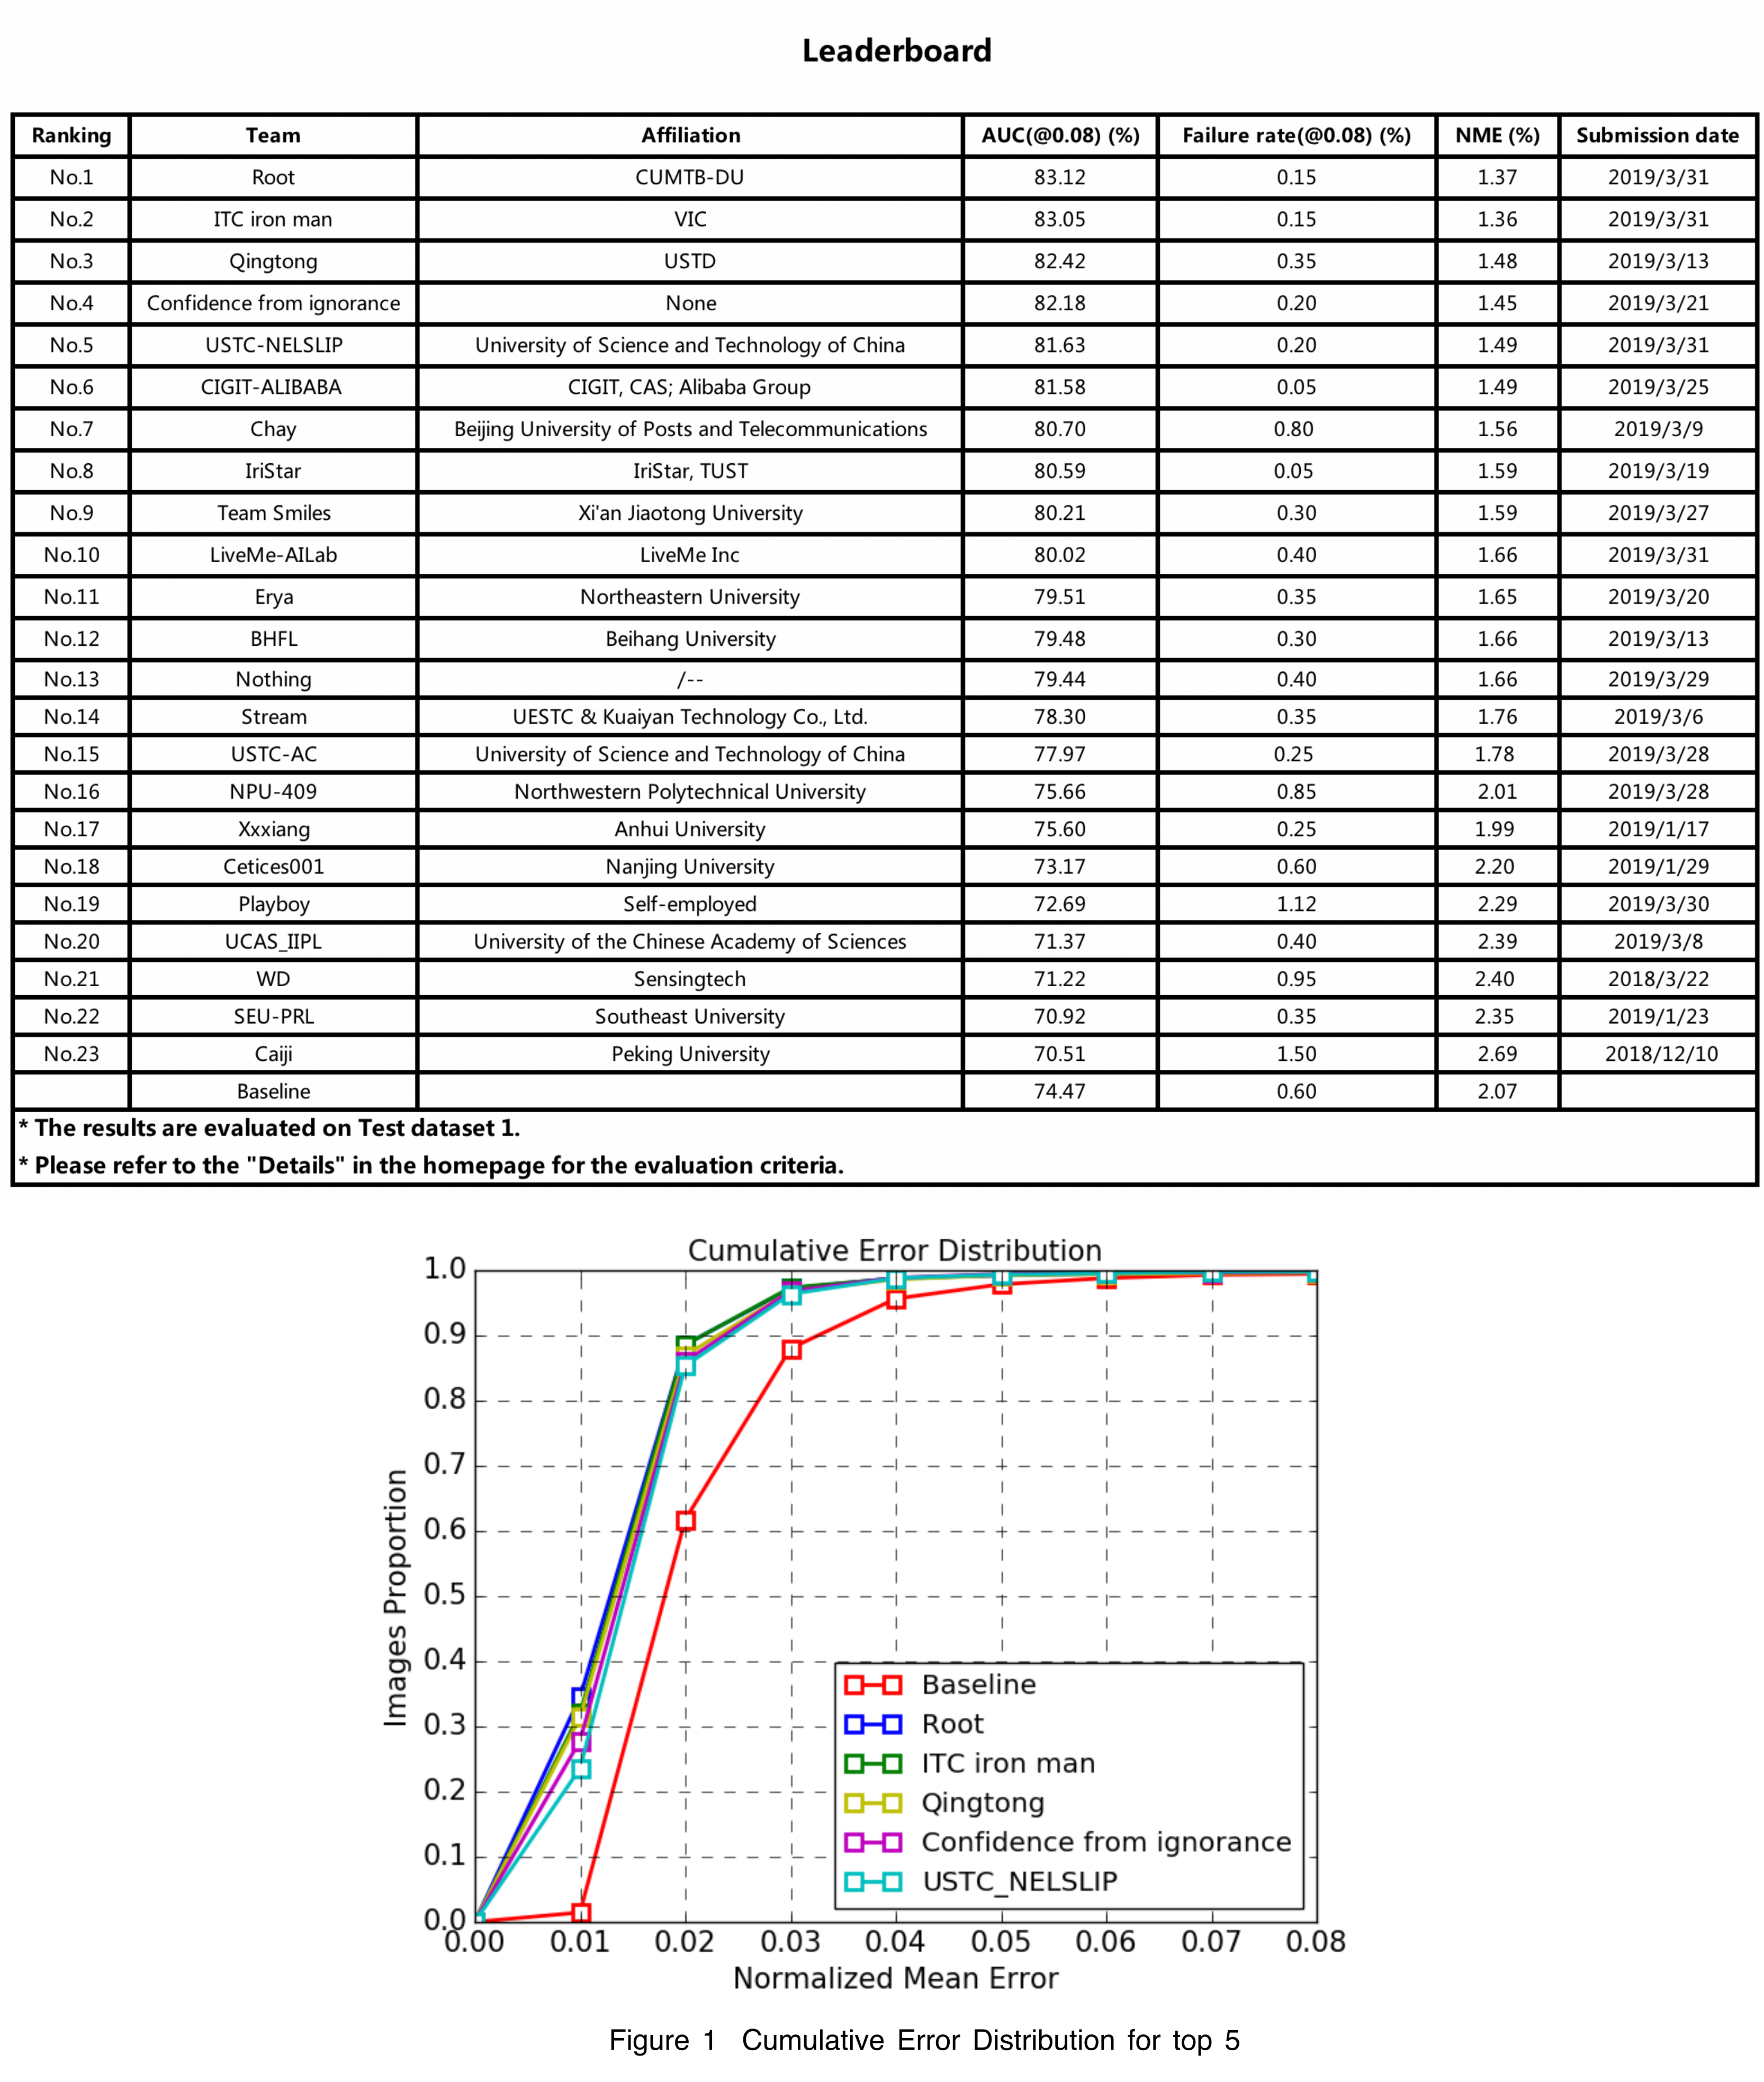 Leaderboard
Ranking Team Affiliation AUC(@0.08) (%) Failure rate(@0.08) (%) NME (%) Submission date
No.1 Root CUMTB-DU 83.12 0.15 1.37 2019/3/31
No.2 ITC iron man VIC 83.05 0.15 1.36 2019/3/31
No.3 Qingtong USTD 82.42 0.35 1.48 2019/3/13
No.4 Confidence from ignorance None 82.18 0.20 1.45 2019/3/21
No.5 USTC-NELSLIP University of Science and Technology of China 81.63 0.20 1.49 2019/3/31
No.6 CIGIT-ALIBABA CIGIT, CAS; Alibaba Group 81.58 0.05 1.49 2019/3/25
No.7 Chay Beijing University of Posts and Telecommunications 80.70 0.80 1.56 2019/3/9
No.8 IriStar IriStar, TUST 80.59 0.05 1.59 2019/3/19
No.9 Team Smiles Xi'an Jiaotong University 80.21 0.30 1.59 2019/3/27
No.10 LiveMe-AILab LiveMe Inc 80.02 0.40 1.66 2019/3/31
No.11 Erya Northeastern University 79.51 0.35 1.65 2019/3/20
No.12 BHFL Beihang University 79.48 0.30 1.66 2019/3/13
No.13 Nothing /-- 79.44 0.40 1.66 2019/3/29
No.14 Stream UESTC & Kuaiyan Technology Co., Ltd. 78.30 0.35 1.76 2019/3/6
No.15 USTC-AC University of Science and Technology of China 77.97 0.25 1.78 2019/3/28
No.16 NPU-409 Northwestern Polytechnical University 75.66 0.85 2.01 2019/3/28
No.17 Xxxiang Anhui University 75.60 0.25 1.99 2019/1/17
No.18 Cetices001 Nanjing University 73.17 0.60 2.20 2019/1/29
No.19 Playboy Self-employed 72.69 1.12 2.29 2019/3/30
No.20 UCAS_IIPL University of the Chinese Academy of Sciences 71.37 0.40 2.39 2019/3/8
No.21 WD Sensingtech 71.22 0.95 2.40 2018/3/22
No.22 SEU-PRL Southeast University 70.92 0.35 2.35 2019/1/23
No.23 Caiji Peking University 70.51 1.50 2.69 2018/12/10
Baseline 74.47 0.60 2.07
* The results are evaluated on Test dataset 1.
* Please refer to the "Details" in the homepage for the evaluation criteria.
Cumulative Error Distribution
1.0
0.9
0.8
0.7
0.6
0.5
0.4
0.3
0.2
0.1
0.0
Images Proportion
Baseline
Root
ITC iron man
Qingtong
Confidence from ignorance
USTC_NELSLIP
0.00 0.01 0.02 0.03 0.04 0.05 0.06 0.07 0.08
Normalized Mean Error
Figure 1 Cumulative Error Distribution for top 5